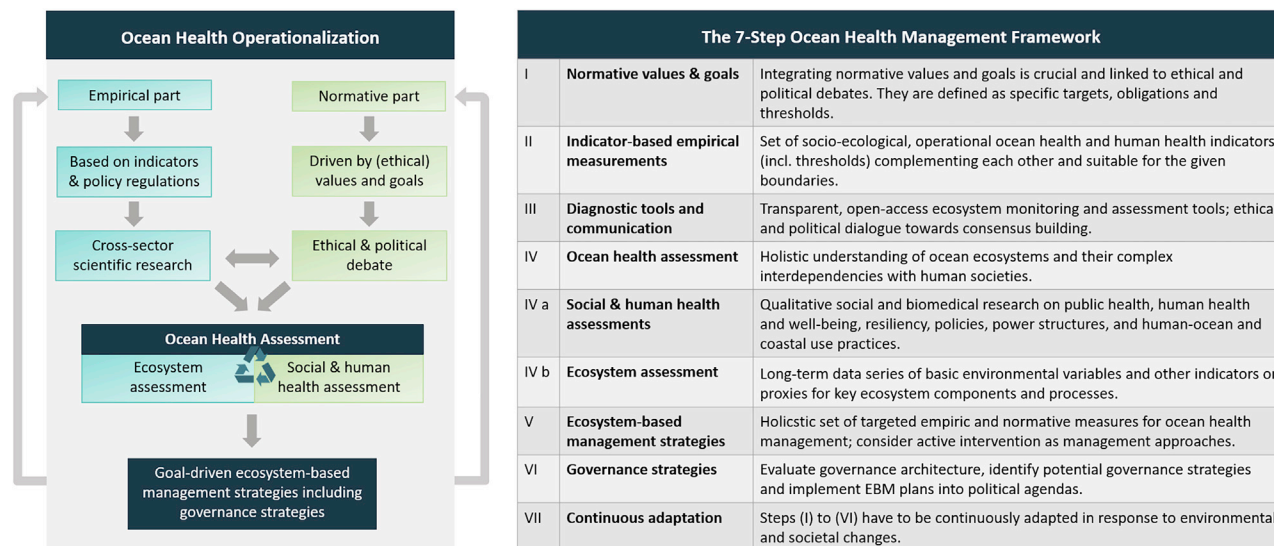 Ocean Health Operationalization
Empirical part
Normative part
Based on indicators
& policy regulations
Driven by (ethical)
values and goals
Cross-sector
scientific research
Ethical & political
debate
Ocean Health Assessment
Ecosystem
assessment
Social & human
health assessment
Goal-driven ecosystem-based
management strategies including
governance strategies
The 7-Step Ocean Health Management Framework
I
Normative values & goals
Integrating normative values and goals is crucial and linked to ethical and
political debates. They are defined as specific targets, obligations and
thresholds.
II
Indicator-based empirical
measurements
Set of socio-ecological, operational ocean health and human health indicators
(incl. thresholds) complementing each other and suitable for the given
boundaries.
III
Diagnostic tools and
communication
Transparent, open-access ecosystem monitoring and assessment tools; ethica
and political dialogue towards consensus building.
IV
Ocean health assessment
Holistic understanding of ocean ecosystems and their complex
interdependencies with human societies.
IV a
Social & human health
assessments
Qualitative social and biomedical research on public health, human health
and well-being, resiliency, policies, power structures, and human-ocean and
coastal use practices.
IV b
Ecosystem assessment
Long-term data series of basic environmental variables and other indicators or
proxies for key ecosystem components and processes.
V
Ecosystem-based
management strategies
Holicstic set of targeted empiric and normative measures for ocean health
management; consider active intervention as management approaches.
VI
Governance strategies
Evaluate governance architecture, identify potential governance strategies
and implement EBM plans into political agendas.
VII
Continuous adaptation
Steps (I) to (VI) have to be continuously adapted in response to environmental
and societal changes.